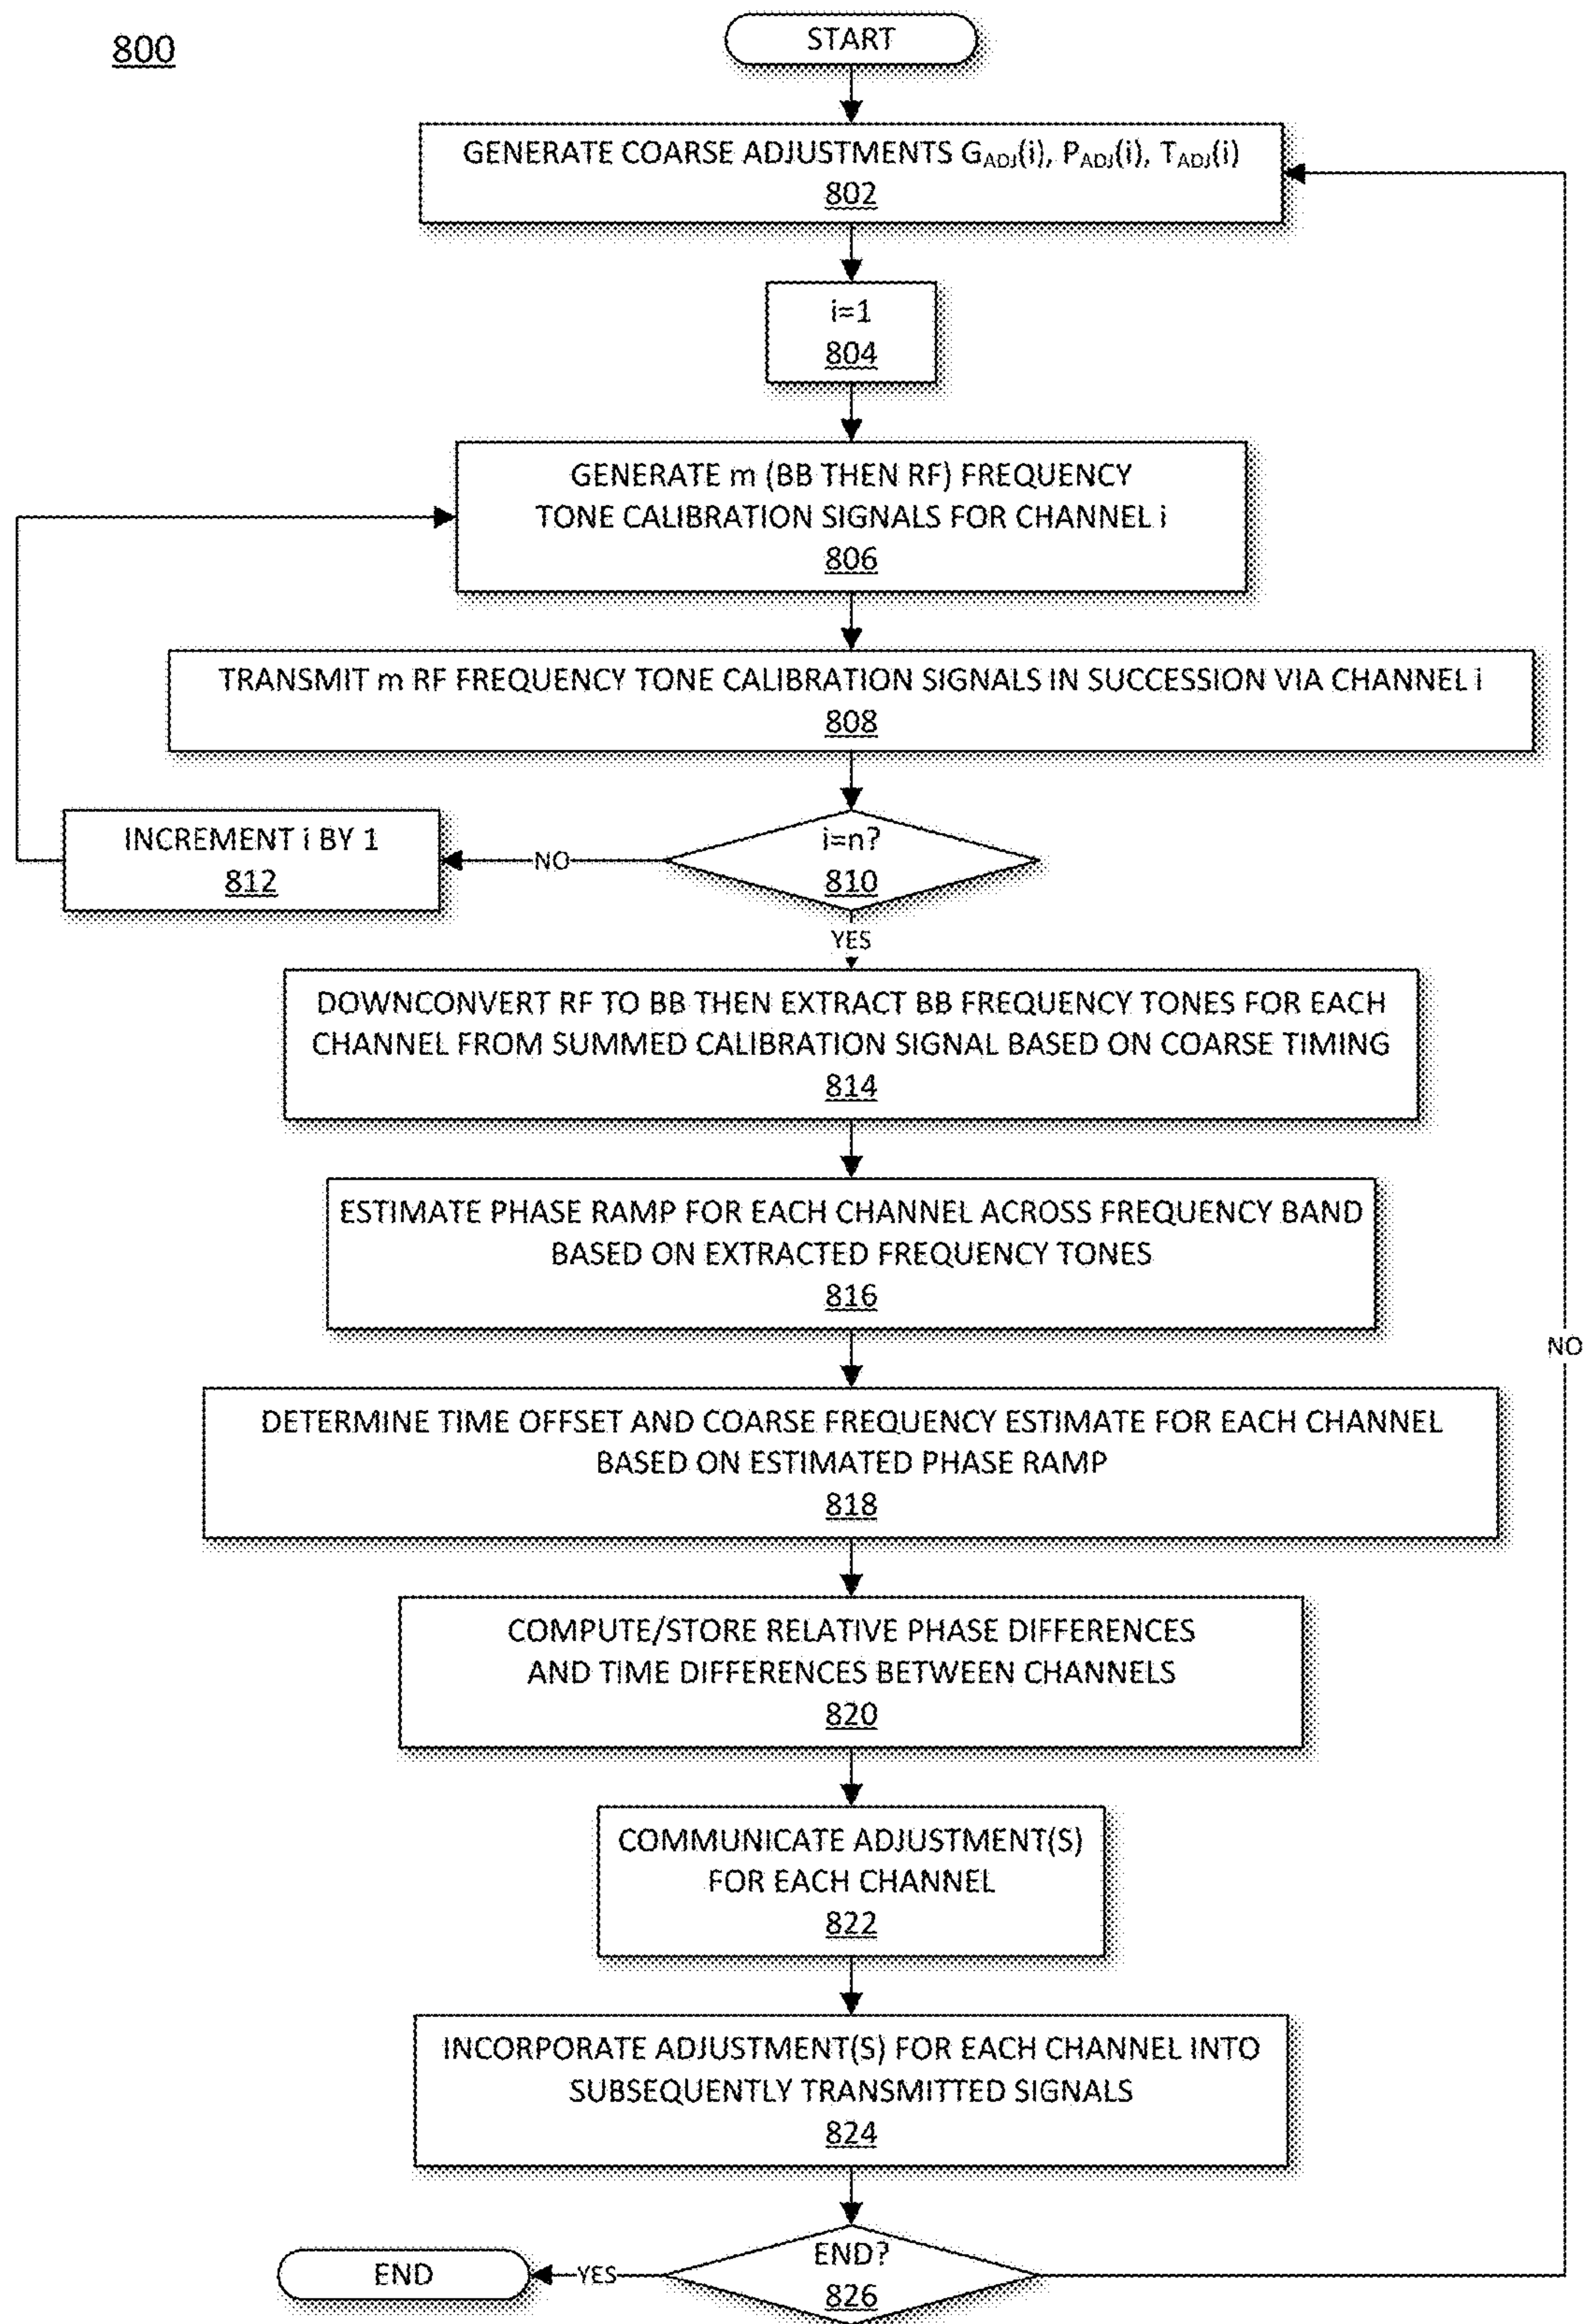 800
START
GENERATE COARSE ADJUSTMENTS GADJ(i), PADJ(i), TADJ(i)
802
i=1
804
GENERATE m (BB THEN RF) FREQUENCY
TONE CALIBRATION SIGNALS FOR CHANNEL i
806
TRANSMIT m RF FREQUENCY TONE CALIBRATION SIGNALS IN SUCCESSION VIA CHANNEL i
808
i=n?
810
NO
INCREMENT i BY 1
812
YES
DOWNCONVERT RF TO BB THEN EXTRACT BB FREQUENCY TONES FOR EACH
CHANNEL FROM SUMMED CALIBRATION SIGNAL BASED ON COARSE TIMING
814
ESTIMATE PHASE RAMP FOR EACH CHANNEL ACROSS FREQUENCY BAND
BASED ON EXTRACTED FREQUENCY TONES
816
NO
DETERMINE TIME OFFSET AND COARSE FREQUENCY ESTIMATE FOR EACH CHANNEL
BASED ON ESTIMATED PHASE RAMP
818
COMPUTE/STORE RELATIVE PHASE DIFFERENCES
AND TIME DIFFERENCES BETWEEN CHANNELS
820
COMMUNICATE ADJUSTMENT(S)
FOR EACH CHANNEL
822
INCORPORATE ADJUSTMENT(S) FOR EACH CHANNEL INTO
SUBSEQUENTLY TRANSMITTED SIGNALS
824
END?
826
YES
END